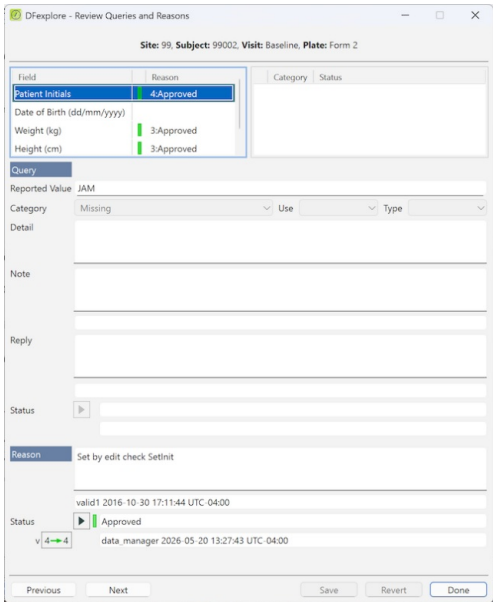 DFexplore - Review Queries and Reasons
Site: 99, Subject: 99002, Visit: Baseline, Plate: Form 2
Field Reason
Patient Initials 4:Approved
Date of Birth (dd/mm/yyyy)
Weight (kg) 3:Approved
Height (cm) 3:Approved
Category Status
Query
Reported Value JAM
Category Missing Use Type
Detail
Note
Reply
Status
Reason Set by edit check SetInit
valid1 2016-10-30 17:11:44 UTC-04:00
Status Approved
v 4→4 data_manager 2026-05-20 13:27:43 UTC-04:00
Previous Next Save Revert Done